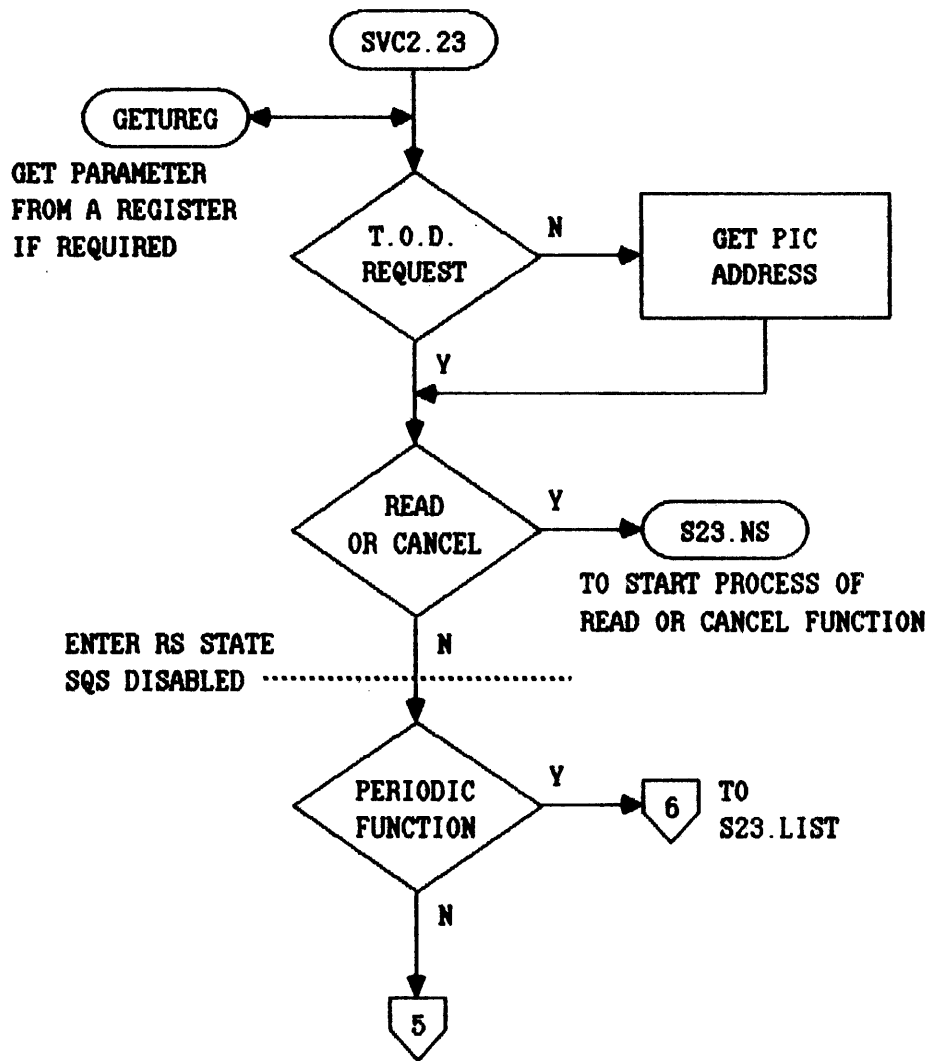 SVC2.23
GETUREG
GET PARAMETER
FROM A REGISTER
IF REQUIRED
T.O.D.
REQUEST
N
GET PIC
ADDRESS
Y
READ
OR CANCEL
Y
S23.NS
TO START PROCESS OF
READ OR CANCEL FUNCTION
N
ENTER RS STATE
SQS DISABLED
PERIODIC
FUNCTION
Y
6
TO
S23.LIST
N
5